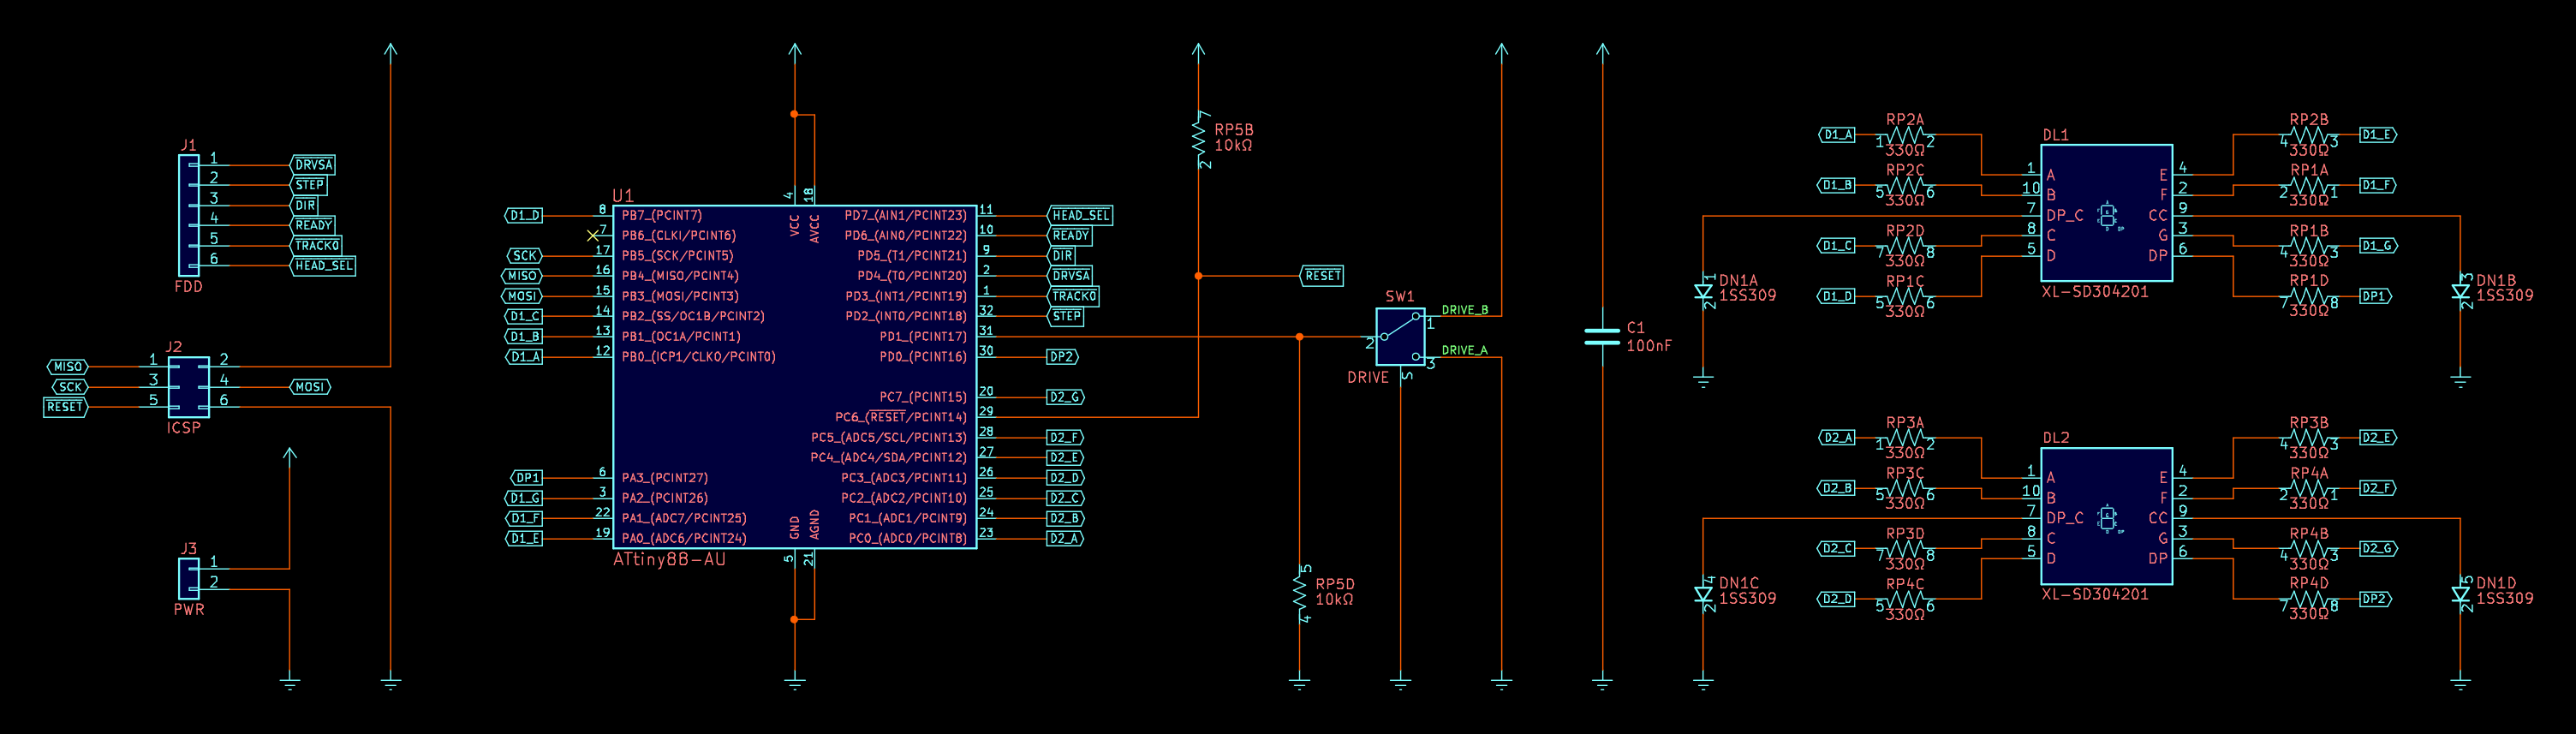 J1
1 DRVSA
2 STEP
3 DIR
4 READY
5 TRACK0
6 HEAD_SEL
FDD
J2
MISO 1 2
SCK 3 4 MOSI
RESET 5 6
ICSP
J3
1
2
PWR
U1
4 VCC
18 AVCC
D1_D 8 PB7_(PCINT7)
7 PB6_(CLKI/PCINT6)
SCK 17 PB5_(SCK/PCINT5)
MISO 16 PB4_(MISO/PCINT4)
MOSI 15 PB3_(MOSI/PCINT3)
D1_C 14 PB2_(SS/OC1B/PCINT2)
D1_B 13 PB1_(OC1A/PCINT1)
D1_A 12 PB0_(ICP1/CLKO/PCINT0)
DP1 6 PA3_(PCINT27)
D1_G 3 PA2_(PCINT26)
D1_F 22 PA1_(ADC7/PCINT25)
D1_E 19 PA0_(ADC6/PCINT24)
PD7_(AIN1/PCINT23) 11 HEAD_SEL
PD6_(AIN0/PCINT22) 10 READY
PD5_(T1/PCINT21) 9 DIR
PD4_(T0/PCINT20) 2 DRVSA
PD3_(INT1/PCINT19) 1 TRACK0
PD2_(INT0/PCINT18) 32 STEP
PD1_(PCINT17) 31
PD0_(PCINT16) 30 DP2
PC7_(PCINT15) 20 D2_G
PC6_(RESET/PCINT14) 29
PC5_(ADC5/SCL/PCINT13) 28 D2_F
PC4_(ADC4/SDA/PCINT12) 27 D2_E
PC3_(ADC3/PCINT11) 26 D2_D
PC2_(ADC2/PCINT10) 25 D2_C
PC1_(ADC1/PCINT9) 24 D2_B
PC0_(ADC0/PCINT8) 23 D2_A
GND 5
AGND 21
ATtiny88-AU
7
RP5B
10kΩ
2
RESET
SW1
DRIVE_B
1
2
DRIVE_A
3
DRIVE
S
5
RP5D
10kΩ
4
C1
100nF
D1_A 1 RP2A 2
330Ω
D1_B 5 RP2C 6
330Ω
D1_C 7 RP2D 8
330Ω
D1_D 5 RP1C 6
330Ω
DL1
1 A E 4
10 B F 2
7 DP_C CC 9
8 C G 3
5 D DP 6
XL-SD304201
4 RP2B 3 D1_E
330Ω
2 RP1A 1 D1_F
330Ω
4 RP1B 3 D1_G
330Ω
7 RP1D 8 DP1
330Ω
1
DN1A
1SS309
2
3
DN1B
1SS309
2
D2_A 1 RP3A 2
330Ω
D2_B 5 RP3C 6
330Ω
D2_C 7 RP3D 8
330Ω
D2_D 5 RP4C 6
330Ω
DL2
1 A E 4
10 B F 2
7 DP_C CC 9
8 C G 3
5 D DP 6
XL-SD304201
4 RP3B 3 D2_E
330Ω
2 RP4A 1 D2_F
330Ω
4 RP4B 3 D2_G
330Ω
7 RP4D 8 DP2
330Ω
4
DN1C
1SS309
2
5
DN1D
1SS309
2